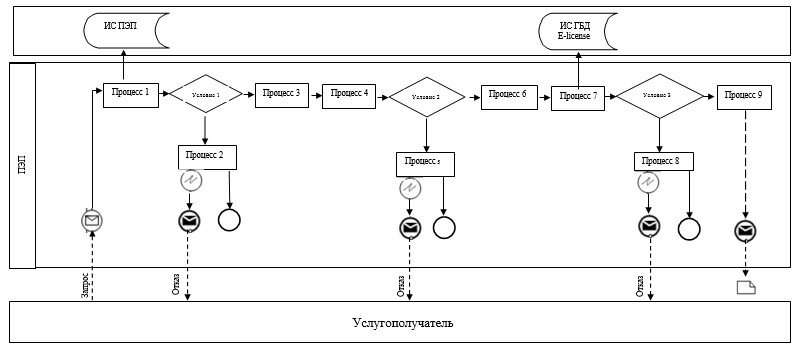 ИС ПЭП
ИС ГБД
E-license
ПЭП
Процесс 1
Условие 1
Процесс 3
Процесс 4
Условие 2
Процесс 6
Процесс 7
Условие 3
Процесс 9
Процесс 2
Процесс s
Процесс 8
Запрос
Отказ
Отказ
Отказ
Услугополучатель